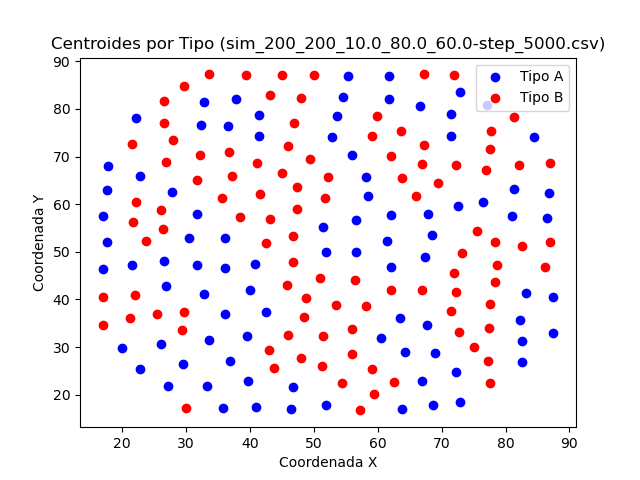 Centroides por Tipo (sim_200_200_10.0_80.0_60.0-step_5000.csv)
Tipo A
Tipo B
90
80
70
60
50
40
30
20
Coordenada Y
20 30 40 50 60 70 80 90
Coordenada X